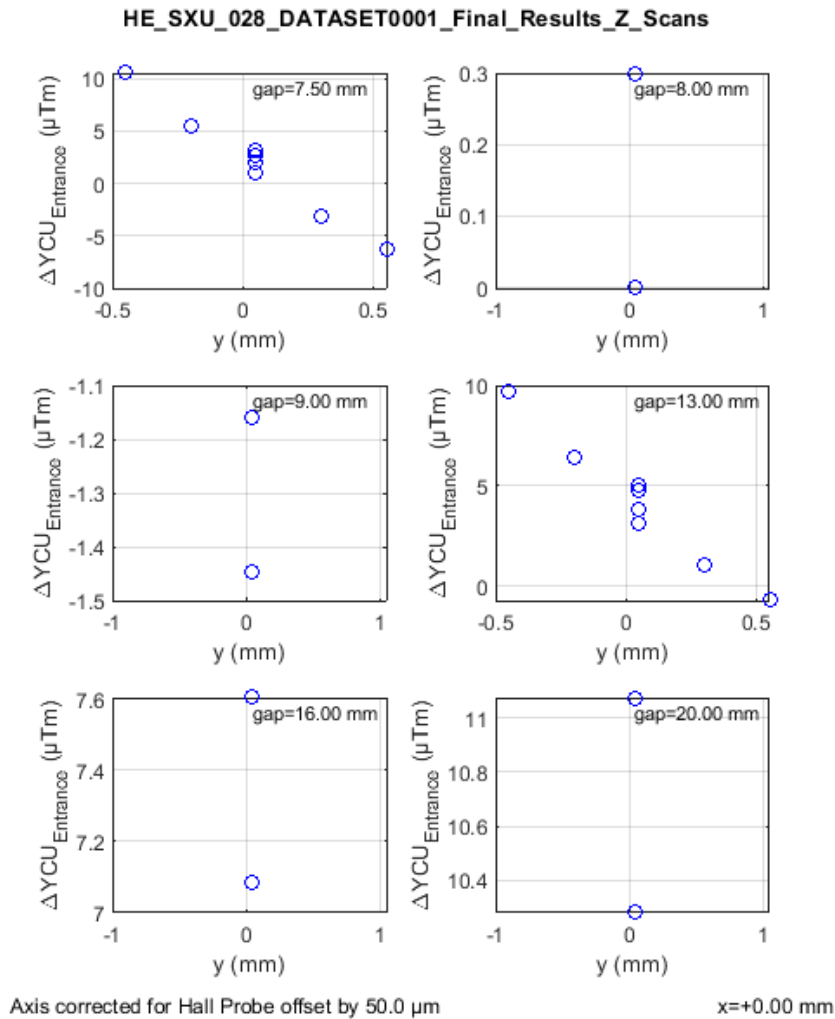 HE_SXU_028_DATASET0001_Final_Results_Z_Scans
gap=7.50 mm
ΔYCU_Entrance (µTm)
10
5
0
-5
-10
-0.5 0 0.5
y (mm)
gap=8.00 mm
ΔYCU_Entrance (µTm)
0.3
0.2
0.1
0
-1 0 1
y (mm)
gap=9.00 mm
ΔYCU_Entrance (µTm)
-1.1
-1.2
-1.3
-1.4
-1.5
-1 0 1
y (mm)
gap=13.00 mm
ΔYCU_Entrance (µTm)
10
5
0
-0.5 0 0.5
y (mm)
gap=16.00 mm
ΔYCU_Entrance (µTm)
7.6
7.4
7.2
7
-1 0 1
y (mm)
gap=20.00 mm
ΔYCU_Entrance (µTm)
11
10.8
10.6
10.4
-1 0 1
y (mm)
Axis corrected for Hall Probe offset by 50.0 µm
x=+0.00 mm